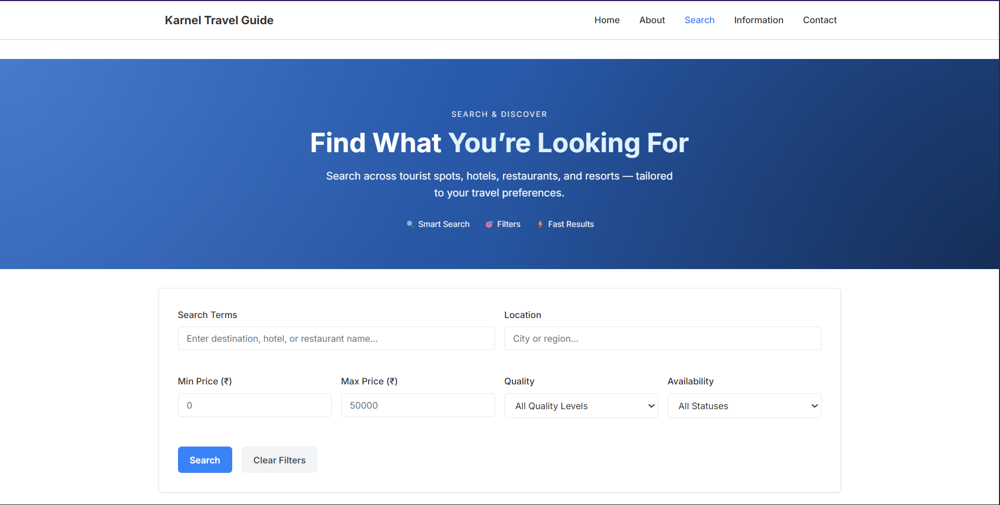 Karnel Travel Guide
Home About Search Information Contact
SEARCH & DISCOVER
Find What You’re Looking For
Search across tourist spots, hotels, restaurants, and resorts — tailored
to your travel preferences.
Smart Search Filters Fast Results
Search Terms Location
Enter destination, hotel, or restaurant name... City or region...
Min Price (₹) Max Price (₹) Quality Availability
0 50000 All Quality Levels All Statuses
Search Clear Filters